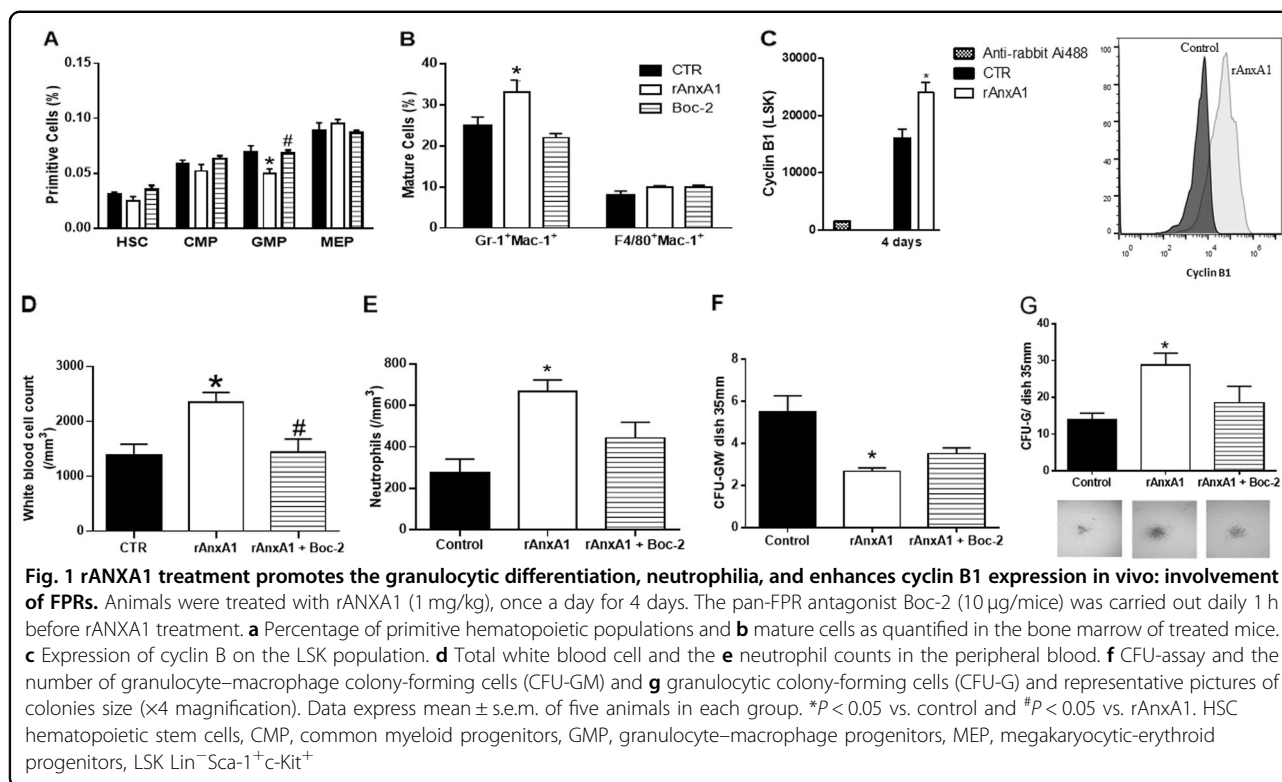 A
Primitive Cells (%)
0.15
0.10
0.05
0.00
*
#
HSC CMP GMP MEP
B
Mature Cells (%)
40
30
20
10
0
*
CTR
rAnxA1
Boc-2
Gr-1⁺Mac-1⁺ F4/80⁺Mac-1⁺
C
Cyclin B1 (LSK)
30000
20000
10000
0
*
4 days
Anti-rabbit Ai488
CTR
rAnxA1
100
80
60
40
20
0
Control
rAnxA1
10⁰ 10² 10⁴ 10⁶
Cyclin B1
D
White blood cell count
(/mm³)
3000
2000
1000
0
*
#
CTR rAnxA1 rAnxA1 + Boc-2
E
Neutrophils (/mm³)
800
600
400
200
0
*
Control rAnxA1 rAnxA1 + Boc-2
F
CFU-GM/ dish 35mm
8
6
4
2
0
*
Control rAnxA1 rAnxA1 + Boc-2
G
CFU-G/ dish 35mm
40
30
20
10
0
*
Control rAnxA1 rAnxA1 + Boc-2
Fig. 1 rANXA1 treatment promotes the granulocytic differentiation, neutrophilia, and enhances cyclin B1 expression in vivo: involvement
of FPRs. Animals were treated with rANXA1 (1 mg/kg), once a day for 4 days. The pan-FPR antagonist Boc-2 (10 µg/mice) was carried out daily 1 h
before rANXA1 treatment. a Percentage of primitive hematopoietic populations and b mature cells as quantified in the bone marrow of treated mice.
c Expression of cyclin B on the LSK population. d Total white blood cell and the e neutrophil counts in the peripheral blood. f CFU-assay and the
number of granulocyte–macrophage colony-forming cells (CFU-GM) and g granulocytic colony-forming cells (CFU-G) and representative pictures of
colonies size (×4 magnification). Data express mean ± s.e.m. of five animals in each group. *P < 0.05 vs. control and #P < 0.05 vs. rAnxA1. HSC
hematopoietic stem cells, CMP, common myeloid progenitors, GMP, granulocyte–macrophage progenitors, MEP, megakaryocytic-erythroid
progenitors, LSK Lin⁻Sca-1⁺c-Kit⁺